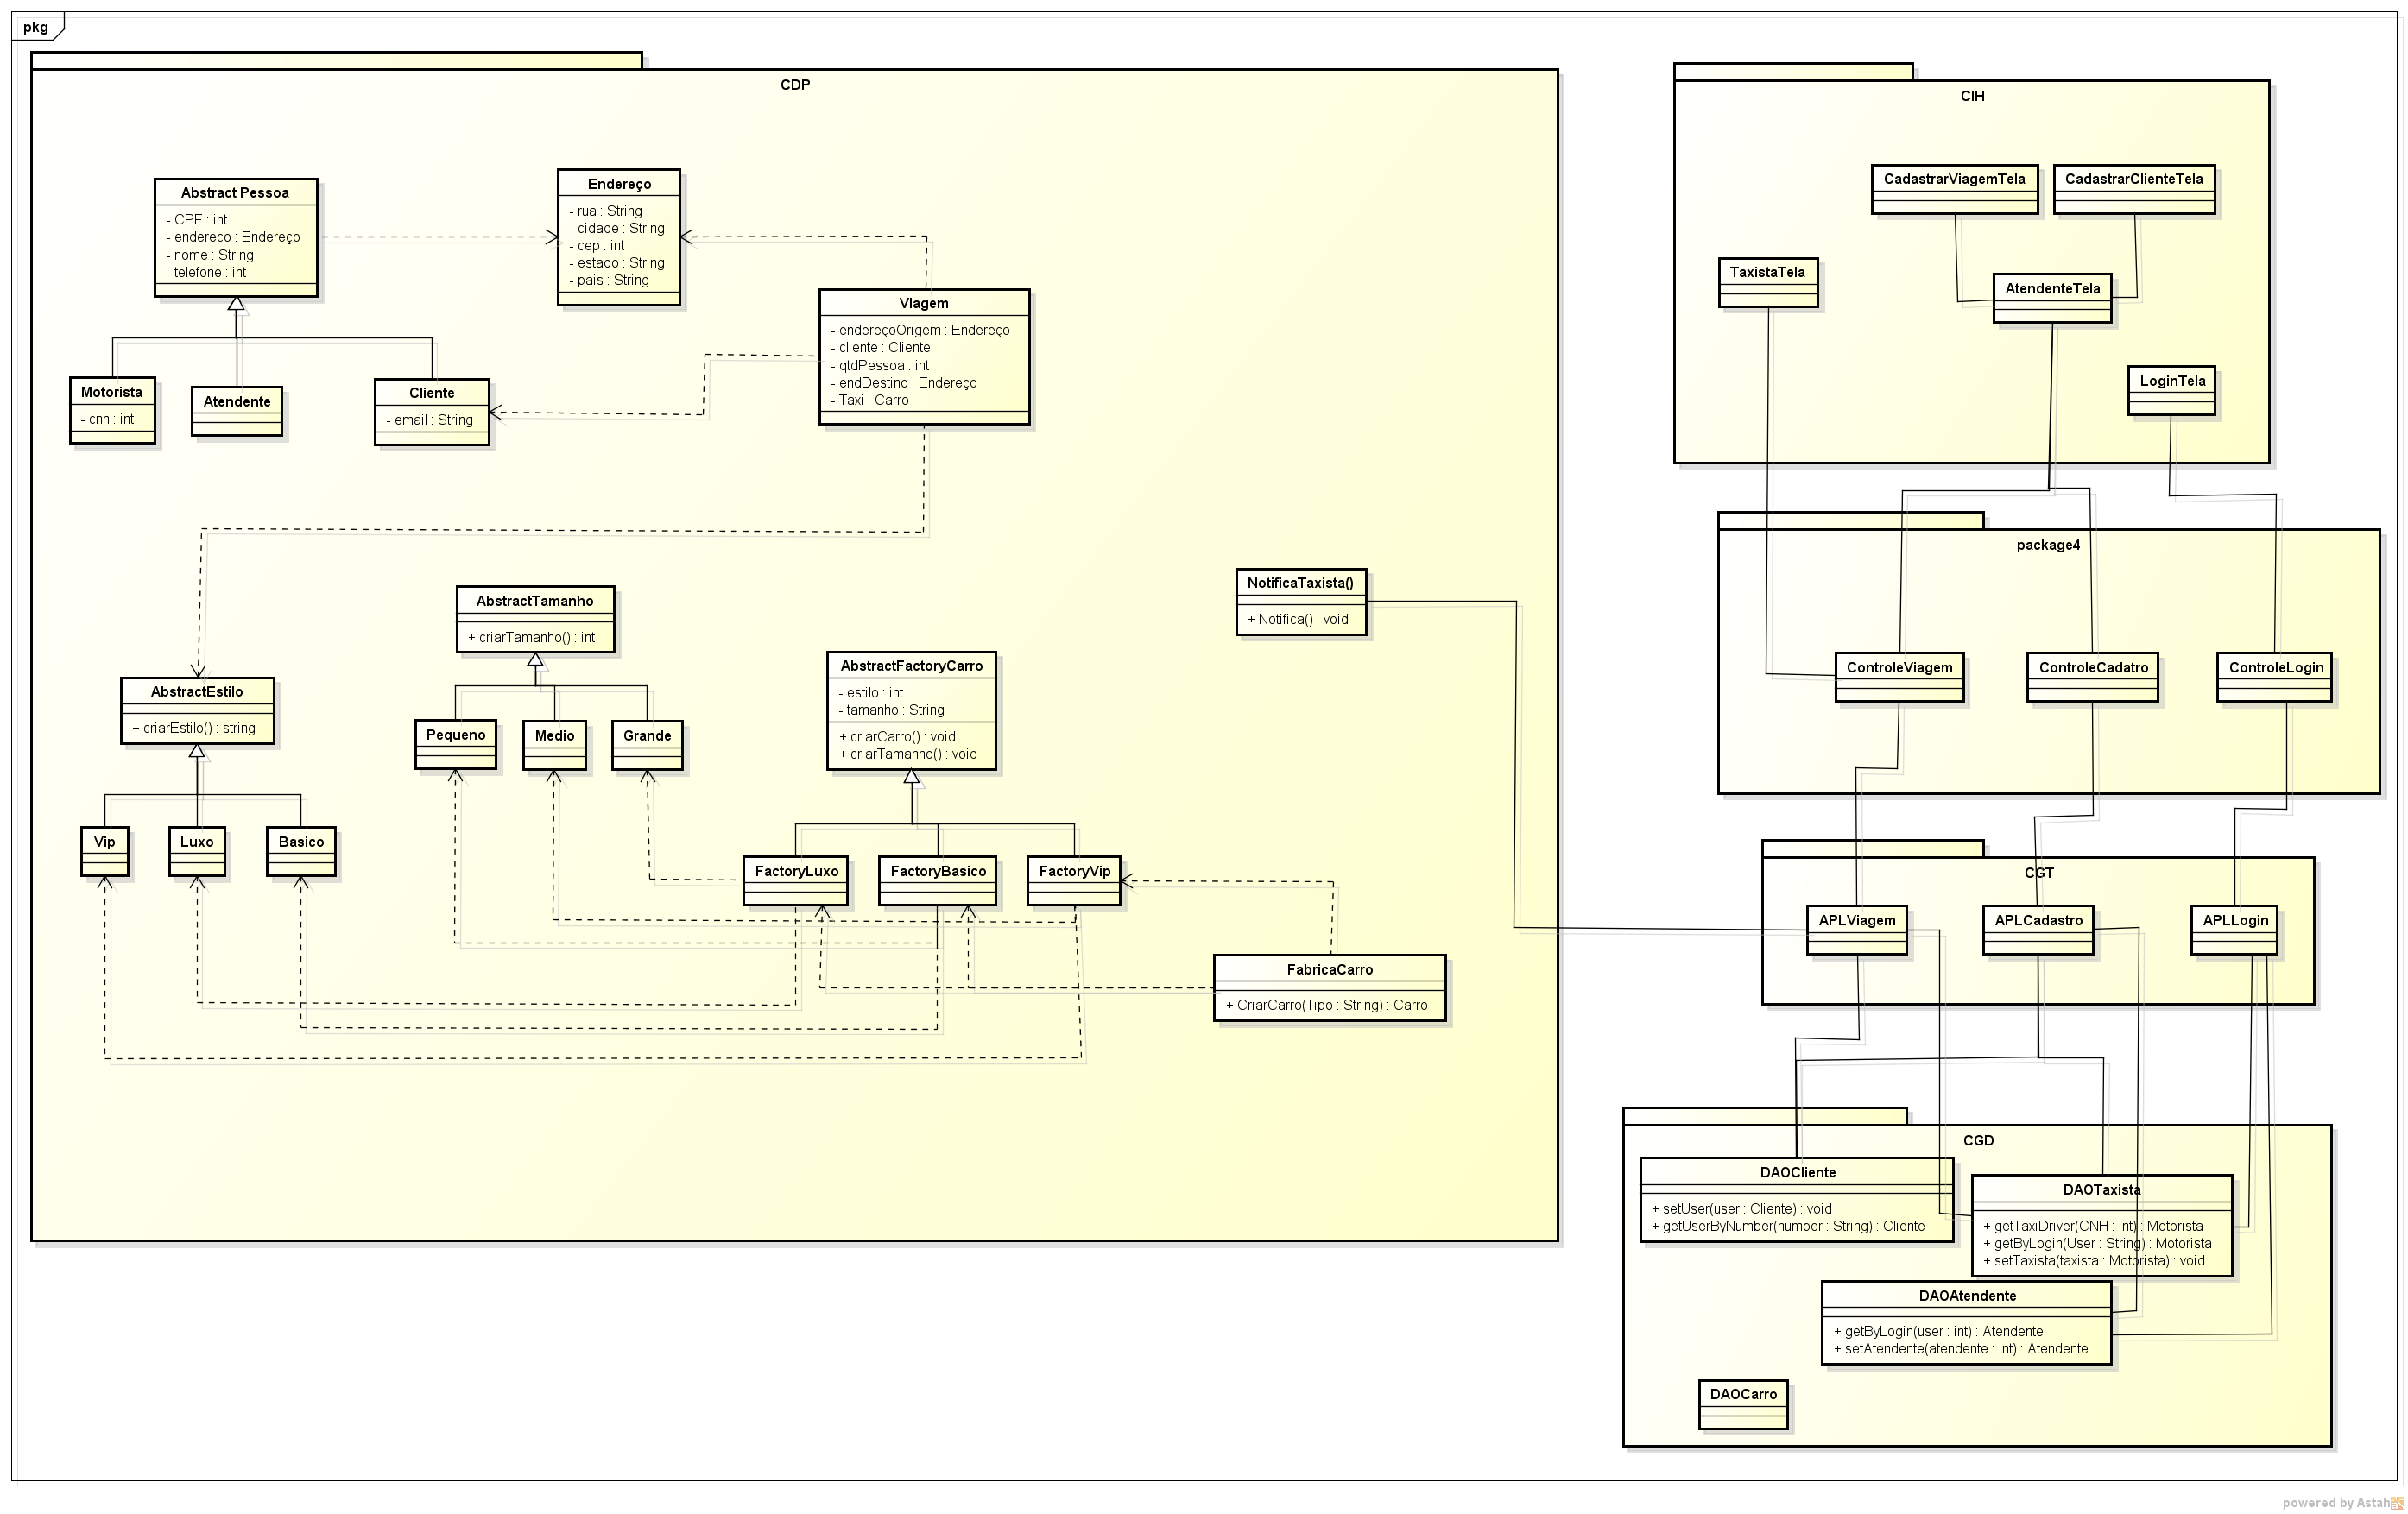 pkg
CDP
Abstract Pessoa
- CPF : int
- endereco : Endereço
- nome : String
- telefone : int
Endereço
- rua : String
- cidade : String
- cep : int
- estado : String
- pais : String
Viagem
- endereçoOrigem : Endereço
- cliente : Cliente
- qtdPessoa : int
- endDestino : Endereço
- Taxi : Carro
Motorista
- cnh : int
Atendente
Cliente
- email : String
AbstractTamanho
+ criarTamanho() : int
NotificaTaxista()
+ Notifica() : void
AbstractEstilo
+ criarEstilo() : string
Pequeno
Medio
Grande
AbstractFactoryCarro
- estilo : int
- tamanho : String
+ criarCarro() : void
+ criarTamanho() : void
Vip
Luxo
Basico
FactoryLuxo
FactoryBasico
FactoryVip
FabricaCarro
+ CriarCarro(Tipo : String) : Carro
CIH
CadastrarViagemTela
CadastrarClienteTela
TaxistaTela
AtendenteTela
LoginTela
package4
ControleViagem
ControleCadatro
ControleLogin
CGT
APLViagem
APLCadastro
APLLogin
CGD
DAOCliente
+ setUser(user : Cliente) : void
+ getUserByNumber(number : String) : Cliente
DAOTaxista
+ getTaxiDriver(CNH : int) : Motorista
+ getByLogin(User : String) : Motorista
+ setTaxista(taxista : Motorista) : void
DAOAtendente
+ getByLogin(user : int) : Atendente
+ setAtendente(atendente : int) : Atendente
DAOCarro
powered by Astah